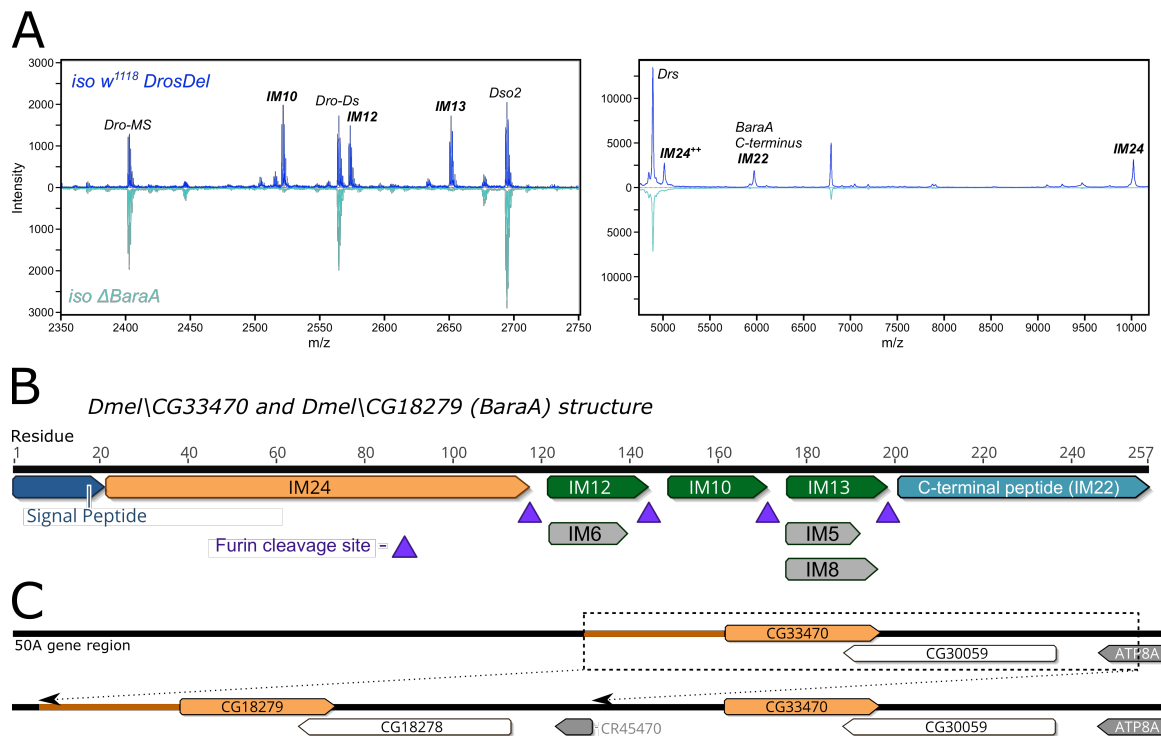 A
iso w1118 DrosDel
Dro-MS
IM10
Dro-Ds
IM12
IM13
Dso2
iso ΔBaraA
Intensity
3000
2000
1000
0
1000
2000
3000
2350 2400 2450 2500 2550 2600 2650 2700 2750
m/z
Drs
IM24++
BaraA
C-terminus
IM22
IM24
10000
5000
0
5000
10000
5000 5500 6000 6500 7000 7500 8000 8500 9000 9500 10000
m/z
B
Dmel\CG33470 and Dmel\CG18279 (BaraA) structure
Residue
1 20 40 60 80 100 120 140 160 180 200 220 240 257
IM24 IM12 IM10 IM13 C-terminal peptide (IM22)
Signal Peptide
IM6 IM5
Furin cleavage site
IM8
C
50A gene region
CG33470
CG30059 ATP8A
CG18279 CG33470
CG18278 CR45470 CG30059 ATP8A